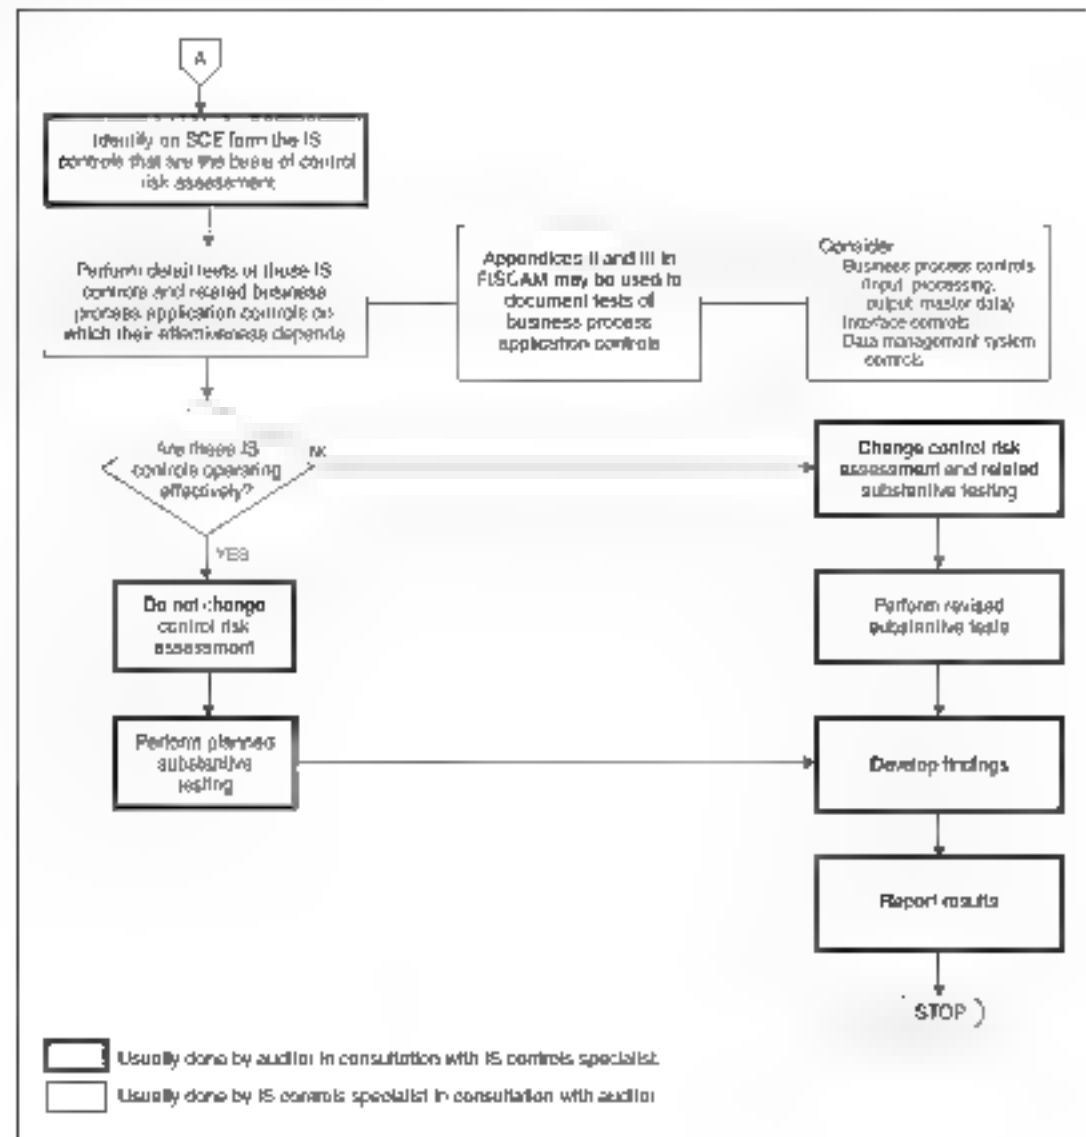 A
Identify on SCE form the IS
controls that are the basis of control
risk assessment
Perform detail tests of those IS
controls and related business
process application controls on
which their effectiveness depends
Appendices II and III in
FISCAM may be used to
document tests of
business process
application controls
Consider
Business process controls
(input, processing,
output, master data)
Interface controls
Data management system
controls
Are these IS
controls operating
effectively?
NO
YES
Change control risk
assessment and related
substantive testing
Do not change
control risk
assessment
Perform revised
substantive tests
Perform planned
substantive
testing
Develop findings
Report results
STOP
Usually done by auditor in consultation with IS controls specialist.
Usually done by IS controls specialist in consultation with auditor